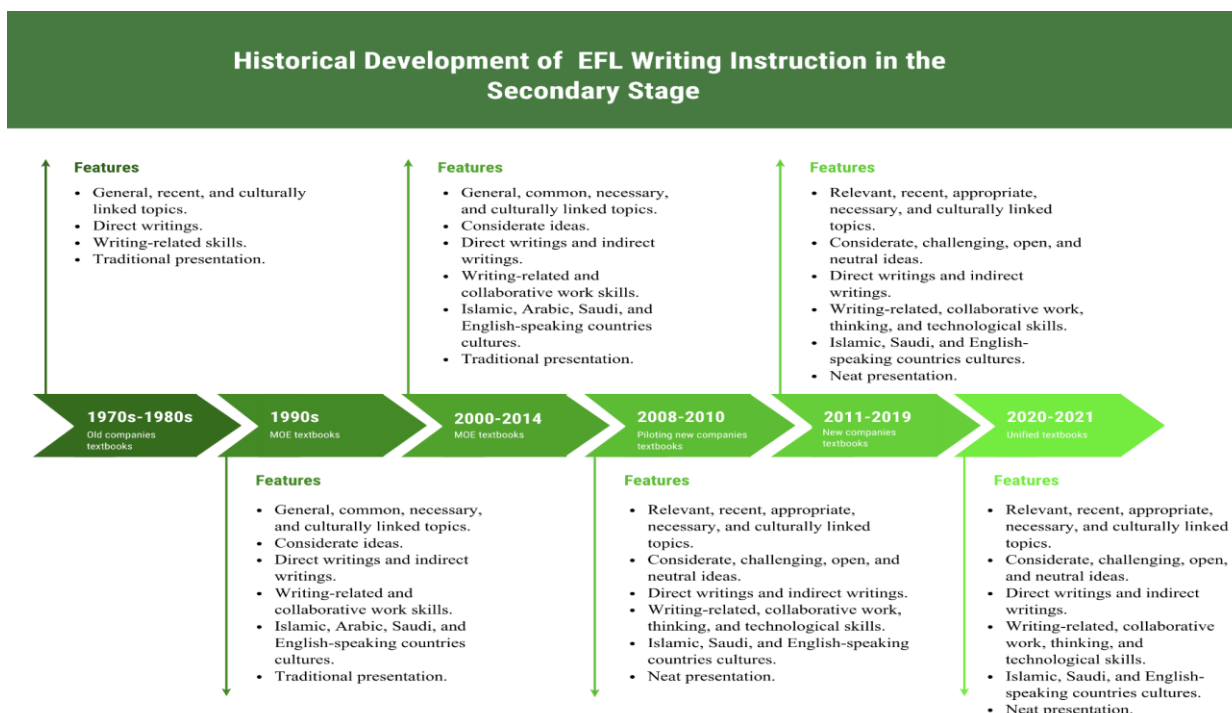 Historical Development of EFL Writing Instruction in the
Secondary Stage
Features
• General, recent, and culturally
linked topics.
• Direct writings.
• Writing-related skills.
• Traditional presentation.
Features
• General, common, necessary,
and culturally linked topics.
• Considerate ideas.
• Direct writings and indirect
writings.
• Writing-related and
collaborative work skills.
• Islamic, Arabic, Saudi, and
English-speaking countries
cultures.
• Traditional presentation.
Features
• Relevant, recent, appropriate,
necessary, and culturally linked
topics.
• Considerate, challenging, open, and
neutral ideas.
• Direct writings and indirect
writings.
• Writing-related, collaborative work,
thinking, and technological skills.
• Islamic, Saudi, and English-
speaking countries cultures.
• Neat presentation.
1970s-1980s
Old companies
textbooks
1990s
MOE textbooks
2000-2014
MOE textbooks
2008-2010
Piloting new companies
textbooks
2011-2019
New companies
textbooks
2020-2021
Unified textbooks
Features
• General, common, necessary,
and culturally linked topics.
• Considerate ideas.
• Direct writings and indirect
writings.
• Writing-related and
collaborative work skills.
• Islamic, Arabic, Saudi, and
English-speaking countries
cultures.
• Traditional presentation.
Features
• Relevant, recent, appropriate,
necessary, and culturally linked
topics.
• Considerate, challenging, open, and
neutral ideas.
• Direct writings and indirect writings.
• Writing-related, collaborative work,
thinking, and technological skills.
• Islamic, Saudi, and English-speaking
countries cultures.
• Neat presentation.
Features
• Relevant, recent, appropriate,
necessary, and culturally linked
topics.
• Considerate, challenging, open,
and neutral ideas.
• Direct writings and indirect
writings.
• Writing-related, collaborative
work, thinking, and
technological skills.
• Islamic, Saudi, and English-
speaking countries cultures.
• Neat presentation.